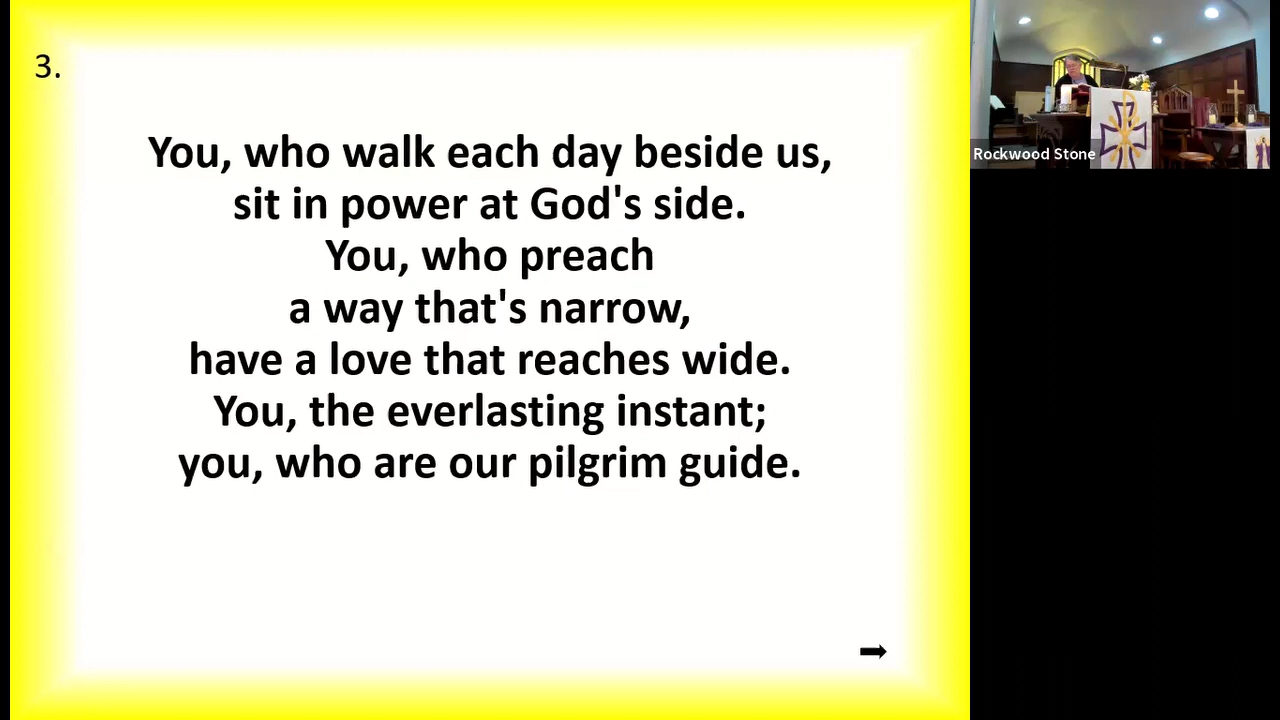 3.
You, who walk each day beside us,
sit in power at God's side.
You, who preach
a way that's narrow,
have a love that reaches wide.
You, the everlasting instant;
you, who are our pilgrim guide.
Rockwood Stone